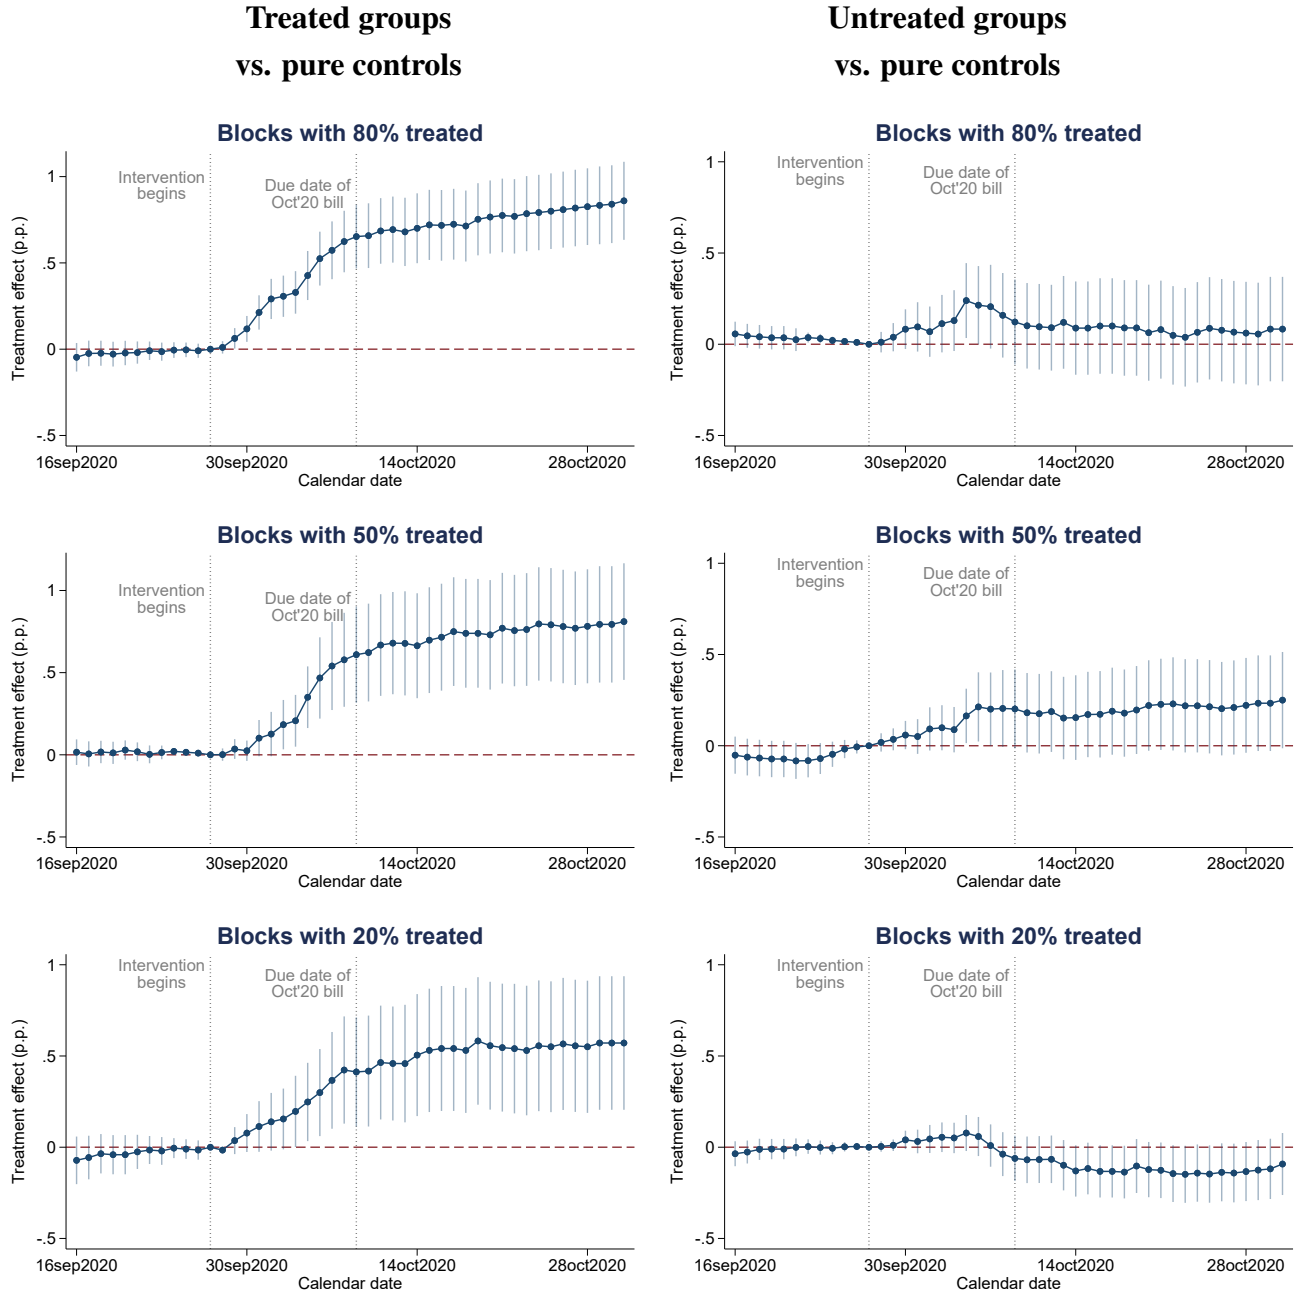 Treated groups
vs. pure controls
Untreated groups
vs. pure controls
Blocks with 80% treated
Intervention
begins
Due date of
Oct'20 bill
Treatment effect (p.p.)
1
.5
0
-.5
16sep2020
30sep2020
14oct2020
28oct2020
Calendar date
Blocks with 80% treated
Intervention
begins
Due date of
Oct'20 bill
Treatment effect (p.p.)
1
.5
0
-.5
16sep2020
30sep2020
14oct2020
28oct2020
Calendar date
Blocks with 50% treated
Intervention
begins
Due date of
Oct'20 bill
Treatment effect (p.p.)
1
.5
0
-.5
16sep2020
30sep2020
14oct2020
28oct2020
Calendar date
Blocks with 50% treated
Intervention
begins
Due date of
Oct'20 bill
Treatment effect (p.p.)
1
.5
0
-.5
16sep2020
30sep2020
14oct2020
28oct2020
Calendar date
Blocks with 20% treated
Intervention
begins
Due date of
Oct'20 bill
Treatment effect (p.p.)
1
.5
0
-.5
16sep2020
30sep2020
14oct2020
28oct2020
Calendar date
Blocks with 20% treated
Intervention
begins
Due date of
Oct'20 bill
Treatment effect (p.p.)
1
.5
0
-.5
16sep2020
30sep2020
14oct2020
28oct2020
Calendar date